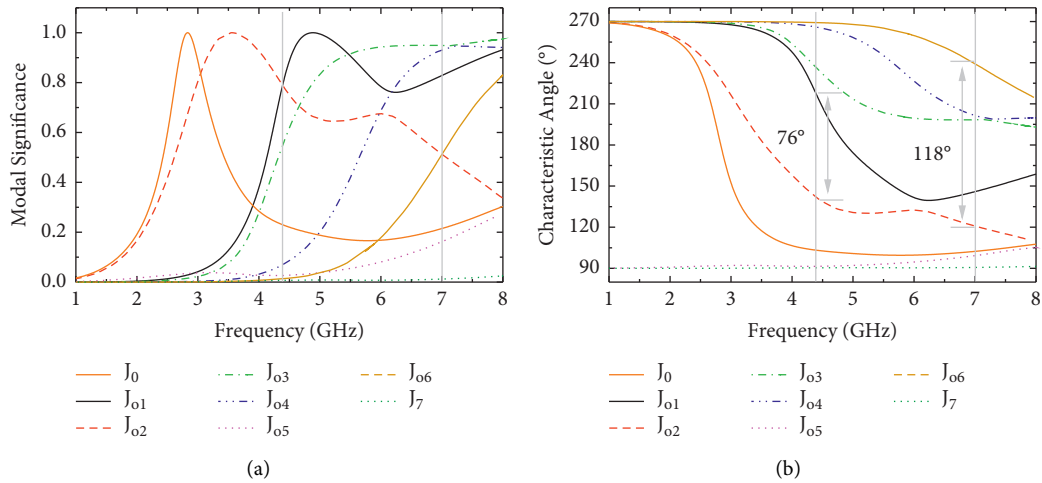 1.0
0.8
0.6
0.4
0.2
0.0
Modal Significance
1 2 3 4 5 6 7 8
Frequency (GHz)
J0 Jo3 Jo6
Jo1 Jo4 J7
Jo2 Jo5
(a)
270
240
210
180
150
120
90
Characteristic Angle (°)
76°
118°
1 2 3 4 5 6 7 8
Frequency (GHz)
J0 Jo3 Jo6
Jo1 Jo4 J7
Jo2 Jo5
(b)